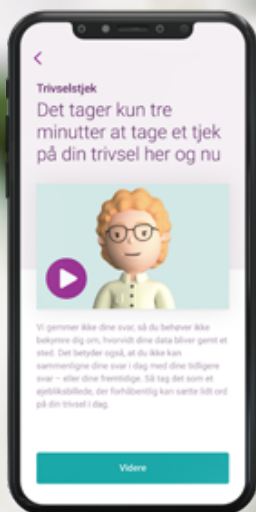 Trivselstjek
Det tager kun tre
minutter at tage et tjek
på din trivsel her og nu
Vi gemmer ikke dine svar, så du behøver ikke
bekymre dig om, hvorvidt dine data bliver gemt et
sted. Det betyder også, at du ikke kan
sammenligne dine svar i dag med dine tidligere
svar – eller dine fremtidige. Så tag det som et
øjebliksbillede, der forhåbentlig kan sætte lidt ord
på din trivsel i dag.
Videre